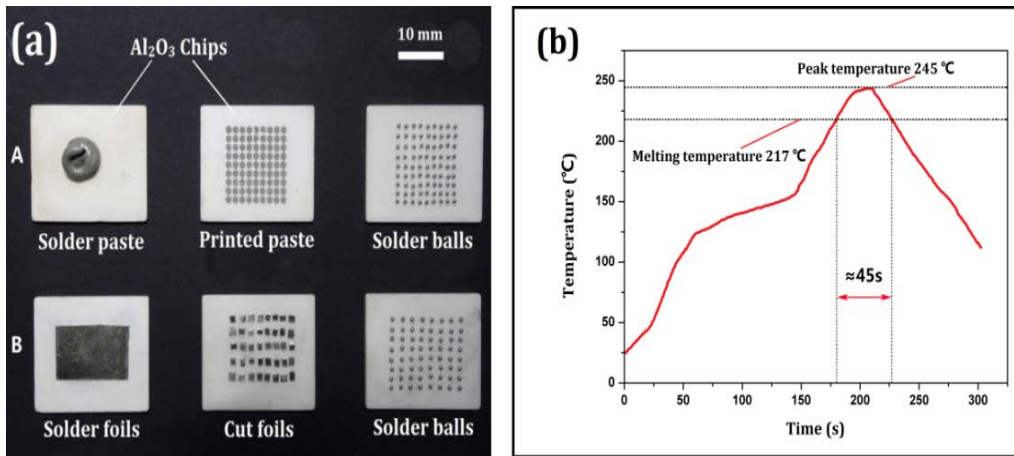 (a)
10 mm
Al₂O₃ Chips
A
Solder paste
Printed paste
Solder balls
B
Solder foils
Cut foils
Solder balls
(b)
Peak temperature 245 ℃
Melting temperature 217 ℃
≈45s
Temperature (℃)
250
200
150
100
50
0
0 50 100 150 200 250 300
Time (s)